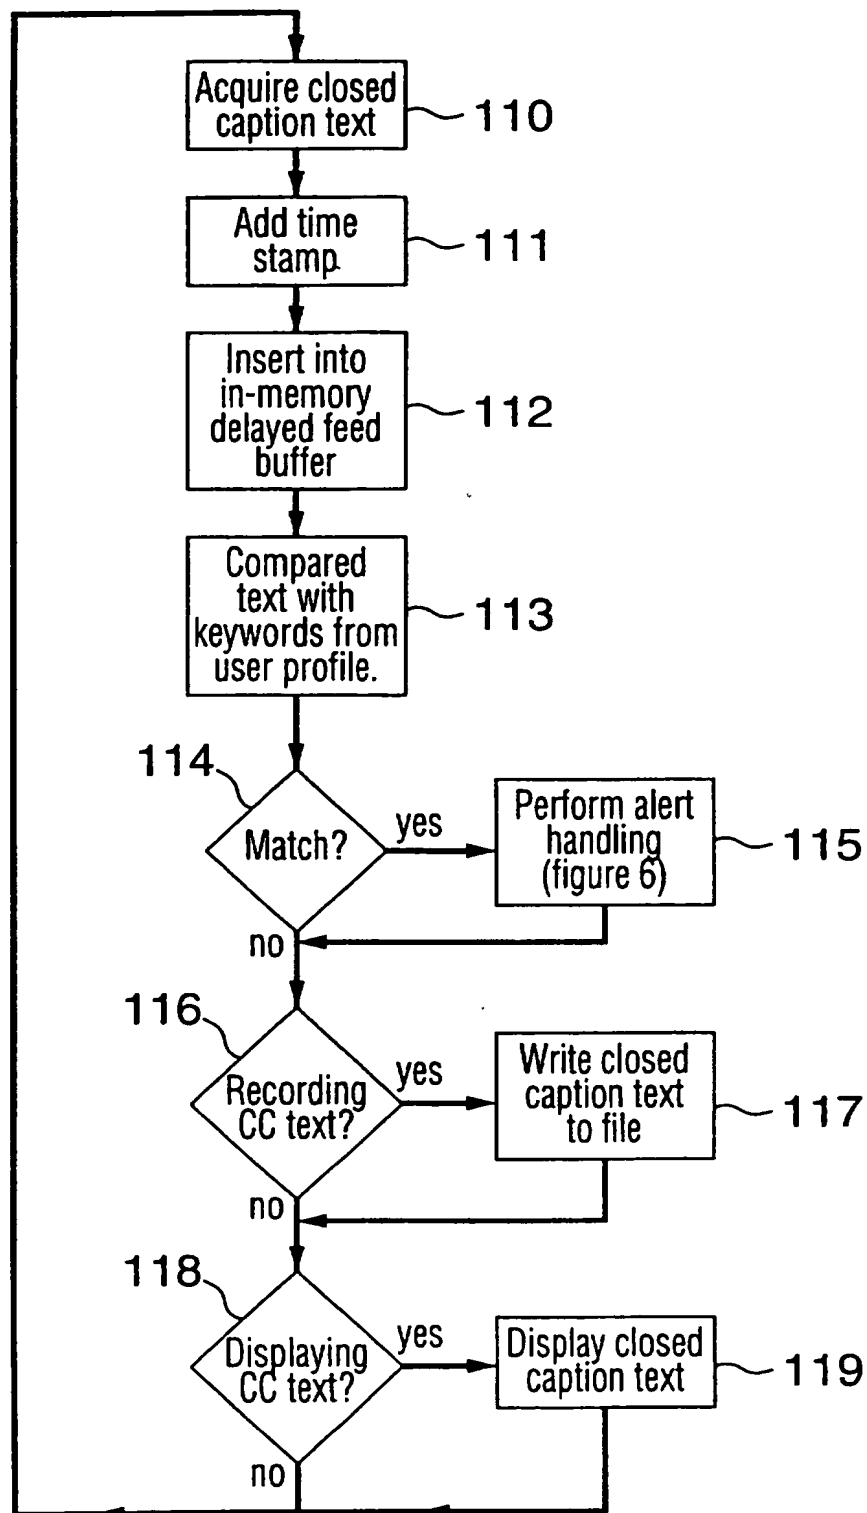 Acquire closed
caption text
110
Add time
stamp.
111
Insert into
in-memory
delayed feed
buffer
112
Compared
text with
keywords from
user profile.
113
114
Match?
yes
no
Perform alert
handling
(figure 6)
115
116
Recording
CC text?
yes
no
Write closed
caption text
to file
117
118
Displaying
CC text?
yes
no
Display closed
caption text
119